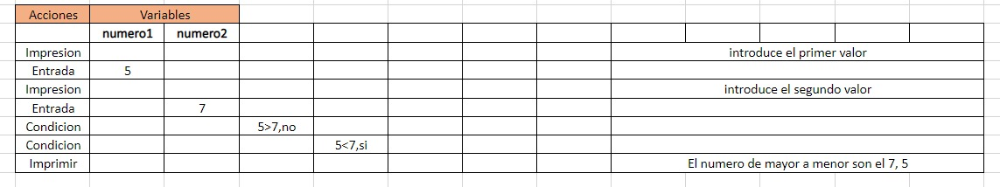 Acciones Variables
numero1 numero2
Impresion introduce el primer valor
Entrada 5
Impresion introduce el segundo valor
Entrada 7
Condicion 5>7,no
Condicion 5<7,si
Imprimir El numero de mayor a menor son el 7, 5